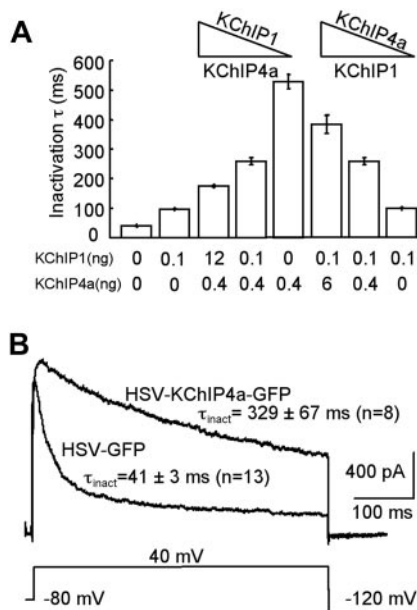 A
KChIP1
KChIP4a
KChIP4a
KChIP1
Inactivation τ (ms)
600
500
400
300
200
100
0
KChIP1(ng) 0 0.1 12 0.1 0 0.1 0.1 0.1
KChIP4a(ng) 0 0 0.4 0.4 0.4 6 0.4 0
B
HSV-KChIP4a-GFP
τinact= 329 ± 67 ms (n=8)
HSV-GFP
τinact=41 ± 3 ms (n=13)
400 pA
100 ms
40 mV
-80 mV
-120 mV